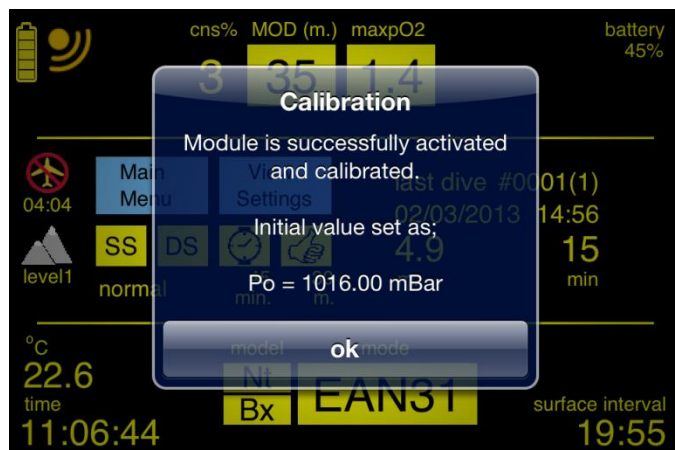 cns% MOD (m.) maxpO2 battery
3 35 1.4 45%
Calibration
Module is successfully activated
and calibrated.
Initial value set as;
Po = 1016.00 mBar
ok
Main
Menu
Settings
last dive #0001(1)
04:04
02/03/2013 14:56
SS DS
4.9 15
level1
normal
min. m.
min
°C
22.6
model mode
Nt
Bx
EAN31
time
11:06:44
surface interval
19:55